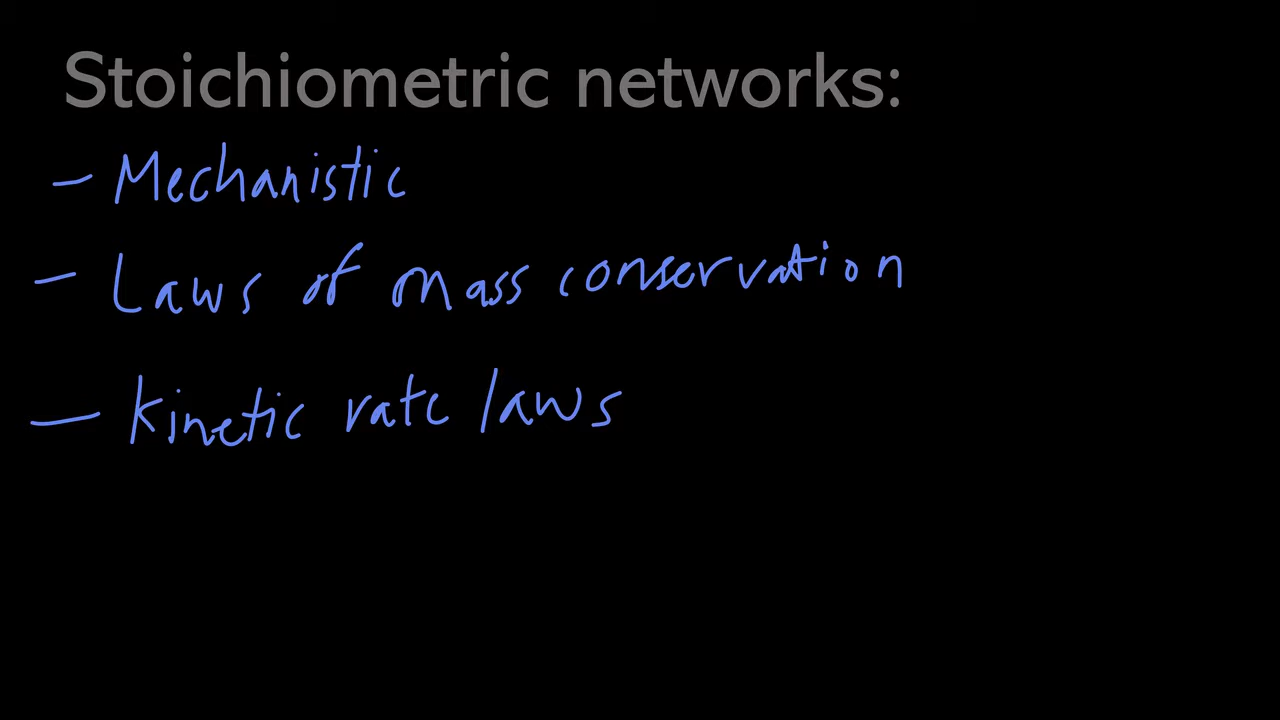 Stoichiometric networks:
- Mechanistic
- Laws of mass conservation
- Kinetic rate laws